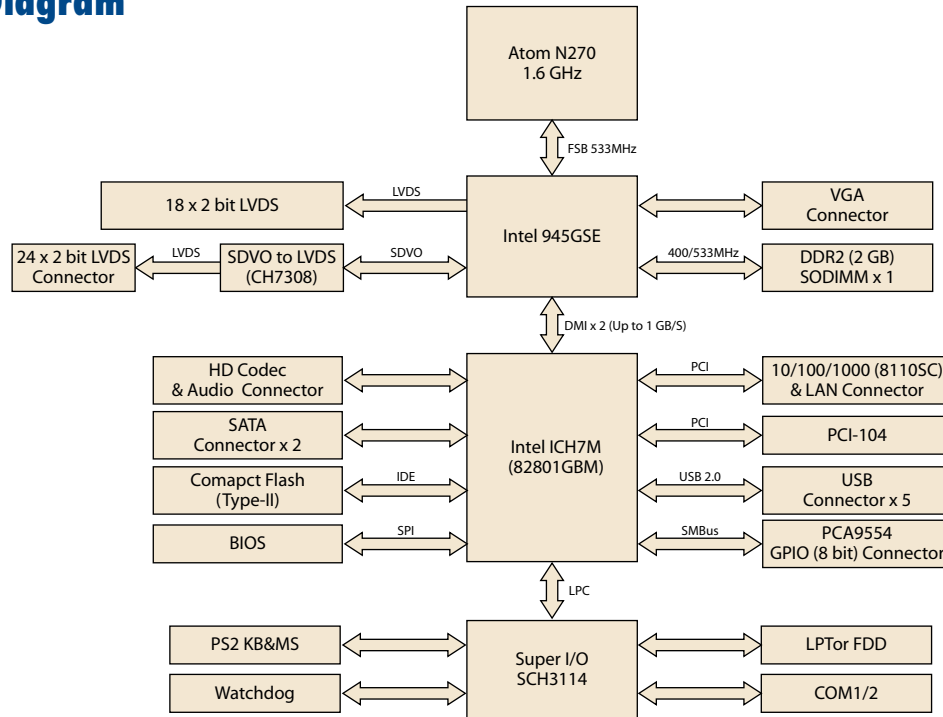 Diagram
Atom N270
1.6 GHz
FSB 533MHz
18 x 2 bit LVDS
LVDS
Intel 945GSE
VGA
Connector
24 x 2 bit LVDS
Connector
LVDS
SDVO to LVDS
(CH7308)
SDVO
400/533MHz
DDR2 (2 GB)
SODIMM x 1
DMI x 2 (Up to 1 GB/S)
HD Codec
& Audio Connector
PCI
10/100/1000 (8110SC)
& LAN Connector
SATA
Connector x 2
Intel ICH7M
(82801GBM)
PCI
PCI-104
Comapct Flash
(Type-II)
IDE
USB 2.0
USB
Connector x 5
BIOS
SPI
SMBus
PCA9554
GPIO (8 bit) Connector
LPC
PS2 KB&MS
Super I/O
SCH3114
LPTor FDD
Watchdog
COM1/2